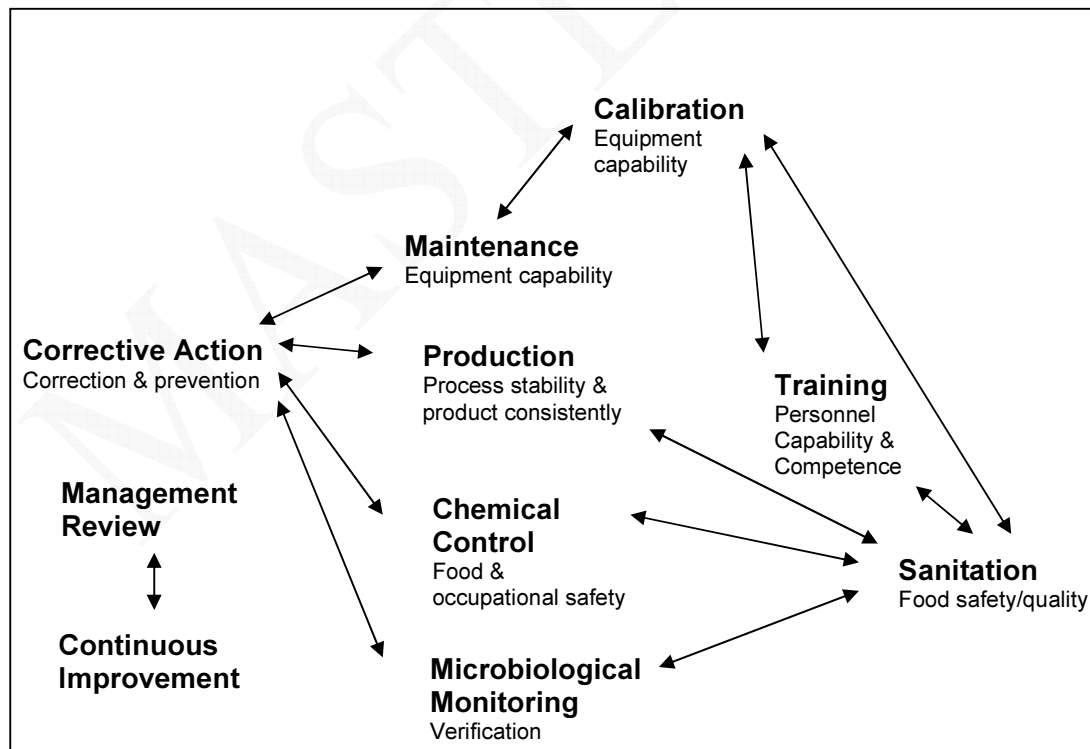 Calibration
Equipment
capability
Maintenance
Equipment capability
Corrective Action
Correction & prevention
Production
Process stability &
product consistently
Training
Personnel
Capability &
Competence
Management
Review
Chemical
Control
Food &
occupational safety
Sanitation
Food safety/quality
Continuous
Improvement
Microbiological
Monitoring
Verification
MASTE